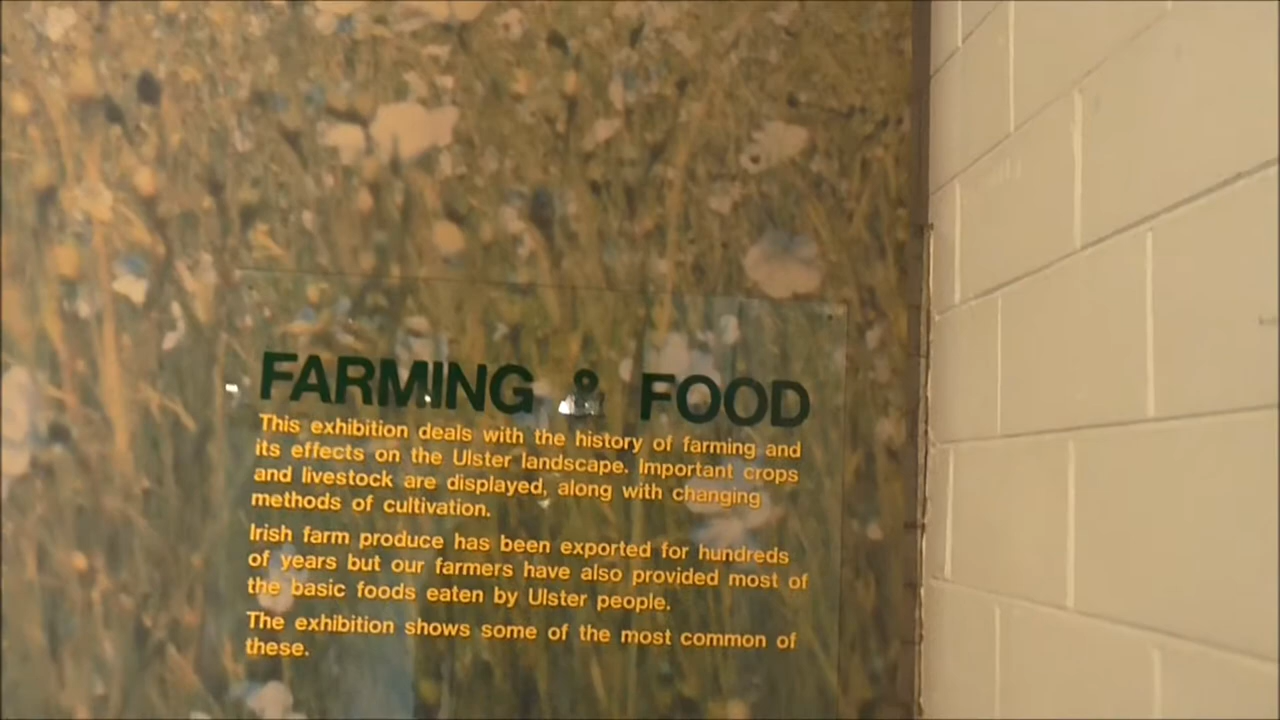 FARMING & FOOD
This exhibition deals with the history of farming and
its effects on the Ulster landscape. Important crops
and livestock are displayed, along with changing
methods of cultivation.
Irish farm produce has been exported for hundreds
of years but our farmers have also provided most of
the basic foods eaten by Ulster people.
The exhibition shows some of the most common of
these.